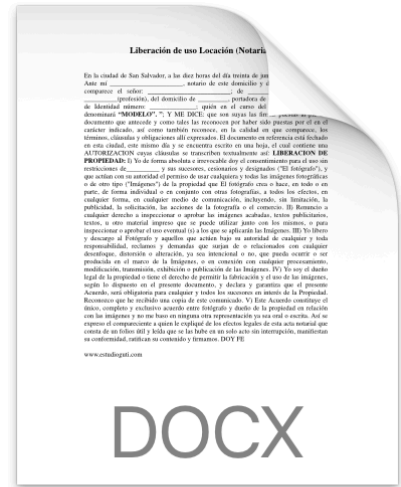 Liberación de uso Locación (Notaria
En la ciudad de San Salvador, a las diez horas del día treinta de jun
Ante mí ____________, notario de este domicilio y d
comparece el señor: ____________; de ________
________(profesión), del domicilio de ________, portadora de
de Identidad número: ____________; quién en el curso del
denominará "MODELO", "; Y ME DICE: que son suyas las
documento que antecede y como tales las reconocen por haber sido puestas por el en el
carácter indicado, así como también reconoce, en la calidad en que comparece, los
términos, cláusulas y obligaciones allí expresados. El documento en referencia está fechado
en esta ciudad, este mismo día y se encuentra escrito en una hoja, el cual contiene una
AUTORIZACION cuyas cláusulas se transcriben textualmente así: LIBERACION DE
PROPIEDAD: I) Yo de forma absoluta e irrevocable doy el consentimiento para el uso sin
restricciones de________ y sus sucesores, cesionarios y designados ("El fotógrafo"), y
que actúan con su autoridad el permiso de usar cualquiera y todas las imágenes fotográficas
o de otro tipo ("Imágenes") de la propiedad que El fotógrafo crea o hace, en todo o en
parte, de forma individual o en conjunto con otras fotografías, a todos los efectos, en
cualquier forma, en cualquier medio de comunicación, incluyendo, sin limitación, la
publicidad, la solicitación, las acciones de la fotografía o el comercio. II) Renuncio a
cualquier derecho a inspeccionar o aprobar las imágenes acabadas, textos publicitarios,
textos, u otro material impreso que se puede utilizar junto con los mismos, o para
inspeccionar o aprobar el uso eventual (s) a los que se aplicarán las Imágenes. III) Yo libero
y descargo al Fotógrafo y aquellos que actúen bajo su autoridad de cualquier y toda
responsabilidad, reclamos y demandas que surjan de o relacionados con cualquier
desenfoque, distorsión o alteración, ya sea intencional o no, que pueda ocurrir o ser
producida en el marco de la Imágenes, o en conexión con cualquier procesamiento,
modificación, transmisión, exhibición o publicación de las Imágenes. IV) Yo soy el dueño
legal de la propiedad o tiene el derecho de permitir la fabricación y el uso de las imágenes,
según lo dispuesto en el presente documento, y declara y garantiza que el presente
Acuerdo, será obligatoria para cualquier y todos los sucesores en interés de la Propiedad.
Reconozco que he recibido una copia de este comunicado. V) Este Acuerdo constituye el
único, completo y exclusivo acuerdo entre fotógrafo y dueño de la propiedad en relación
con las imágenes y no me baso en ninguna otra representación ya sea oral o escrita. Así se
expreso el compareciente a quien le expliqué de los efectos legales de esta acta notarial que
consta de un folios útil y leída que se las hube en un solo acto sin interrupción, manifiestan
su conformidad, ratifican su contenido y firmamos. DOY FE
www.estudioguti.com
DOCX